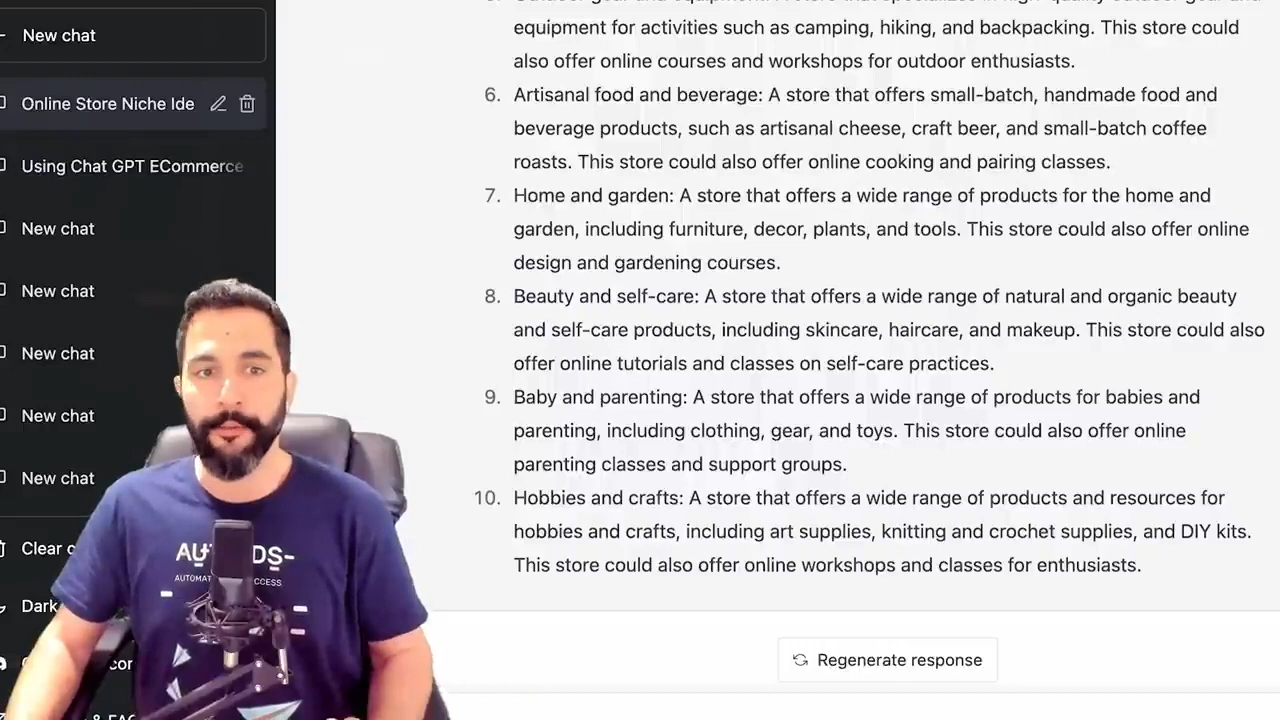 New chat
Online Store Niche Ide
Using Chat GPT ECommerce
New chat
New chat
New chat
New chat
New chat
Clear
Dark
equipment for activities such as camping, hiking, and backpacking. This store could
also offer online courses and workshops for outdoor enthusiasts.
6. Artisanal food and beverage: A store that offers small-batch, handmade food and
beverage products, such as artisanal cheese, craft beer, and small-batch coffee
roasts. This store could also offer online cooking and pairing classes.
7. Home and garden: A store that offers a wide range of products for the home and
garden, including furniture, decor, plants, and tools. This store could also offer online
design and gardening courses.
8. Beauty and self-care: A store that offers a wide range of natural and organic beauty
and self-care products, including skincare, haircare, and makeup. This store could also
offer online tutorials and classes on self-care practices.
9. Baby and parenting: A store that offers a wide range of products for babies and
parenting, including clothing, gear, and toys. This store could also offer online
parenting classes and support groups.
10. Hobbies and crafts: A store that offers a wide range of products and resources for
hobbies and crafts, including art supplies, knitting and crochet supplies, and DIY kits.
This store could also offer online workshops and classes for enthusiasts.
Regenerate response